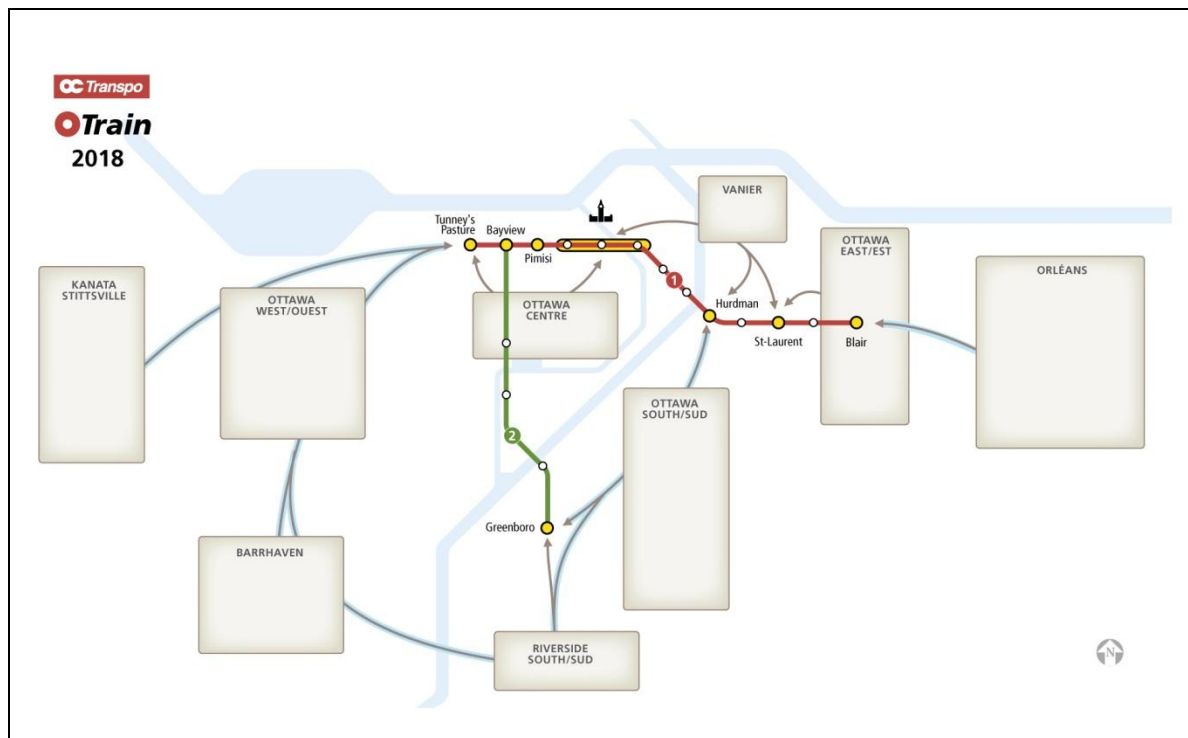 OC Transpo
OTrain
2018
VANIER
Tunney's
Pasture
Bayview
Pimisi
OTTAWA
EAST/EST
ORLÉANS
KANATA
STITTSVILLE
OTTAWA
WEST/OUEST
OTTAWA
CENTRE
1
Hurdman
St-Laurent
Blair
OTTAWA
SOUTH/SUD
2
Greenboro
BARRHAVEN
RIVERSIDE
SOUTH/SUD
N